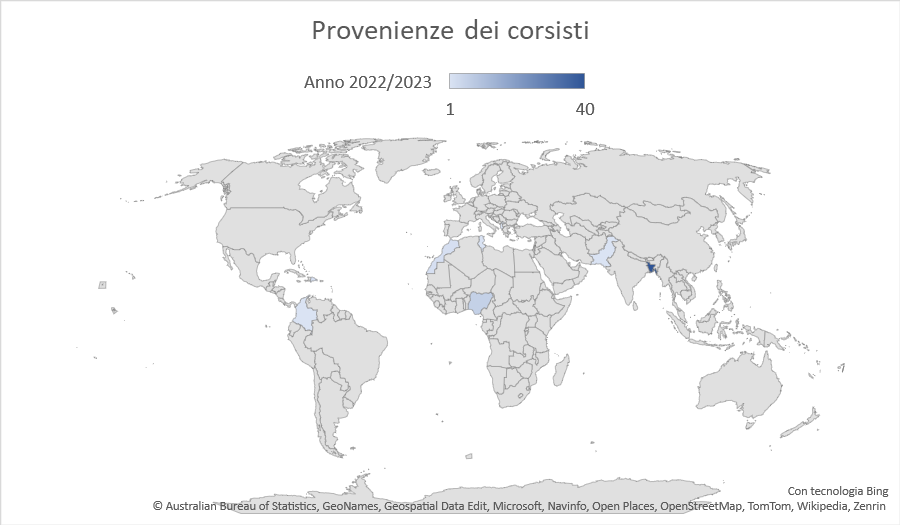 Provenienze dei corsisti
Anno 2022/2023
1 40
Con tecnologia Bing
© Australian Bureau of Statistics, GeoNames, Geospatial Data Edit, Microsoft, Navinfo, Open Places, OpenStreetMap, TomTom, Wikipedia, Zenrin